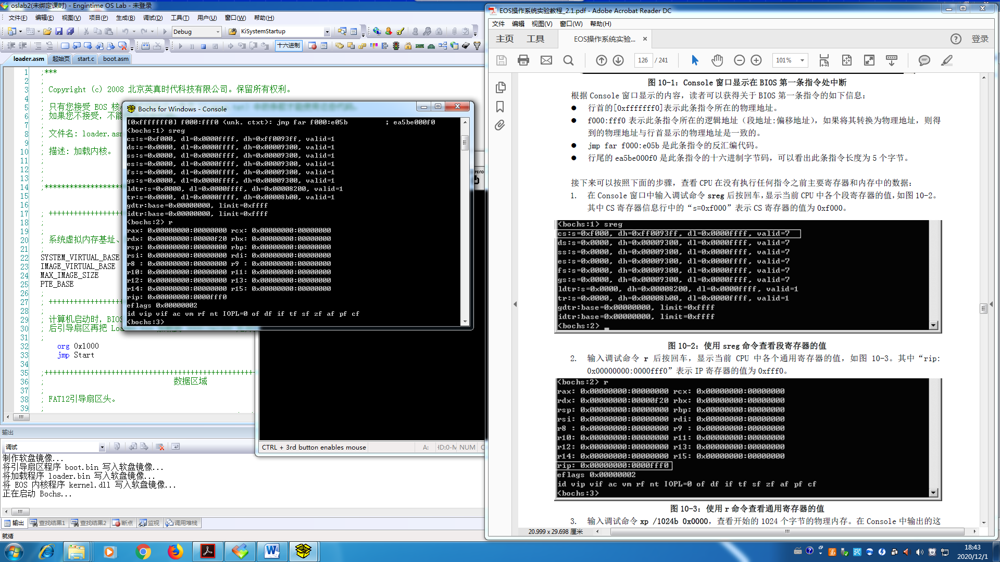 oslab2(未绑定课时) - Engintime OS Lab - 未登录
文件(F) 编辑(E) 视图(V) 项目(P) 生成(B) 调试(D) 工具(T) 用户(U) 窗口(W) 帮助(H)
Debug KiSystemStartup
十六进制
loader.asm 起始页 start.c boot.asm
1 ;***
2 ;
3 ; Copyright (c) 2008 北京英真时代科技有限公司。保留所有权利。
4 ;
5 ; 只有您接受 EOS 核
6 ; 如果您不接受，不能
7 ;
8 ; 文件名: loader.asm
9 ;
10 ; 描述: 加载内核。
11 ;
12 ;
13 ;
14 ;*******************
15
16
17 ; ++++++++++++++++++
18 ;
19 ;
20 ; 系统虚拟内存基址、
21 ;
22 SYSTEM_VIRTUAL_BASE
23 IMAGE_VIRTUAL_BASE
24 MAX_IMAGE_SIZE
25 PTE_BASE
26 ;
27 ; ++++++++++++++++++
28 ;
29 ; 计算机启动时，BIOS
30 ; 后引导扇区再把 Loa
31 ;
32 org 0x1000
33 jmp Start
34
35 ;++++++++++++++++++++++++++++++++++++++++++++++++++
36 ; 数据区域
37 ;
38 ; FAT12引导扇区头。
39 ;
输出
调试
制作软盘镜像...
将引导扇区程序 boot.bin 写入软盘镜像...
将加载程序 loader.bin 写入软盘镜像...
将 EOS 内核程序 kernel.dll 写入软盘镜像...
正在启动 Bochs...
输出 查找结果1 查找结果2 断点 监视 调用堆栈
就绪
Bochs for Windows - Console
[0xfffffff0] f000:fff0 (unk. ctxt): jmp far f000:e05b ; ea5be000f0
<bochs:1> sreg
cs:s=0xf000, dl=0x0000ffff, dh=0xff0093ff, valid=1
ds:s=0x0000, dl=0x0000ffff, dh=0x00009300, valid=1
ss:s=0x0000, dl=0x0000ffff, dh=0x00009300, valid=1
es:s=0x0000, dl=0x0000ffff, dh=0x00009300, valid=1
fs:s=0x0000, dl=0x0000ffff, dh=0x00009300, valid=1
gs:s=0x0000, dl=0x0000ffff, dh=0x00009300, valid=1
ldtr:s=0x0000, dl=0x0000ffff, dh=0x00008200, valid=1
tr:s=0x0000, dl=0x0000ffff, dh=0x00008b00, valid=1
gdtr:base=0x00000000, limit=0xffff
idtr:base=0x00000000, limit=0xffff
<bochs:2> r
rax: 0x00000000:00000000 rcx: 0x00000000:00000000
rdx: 0x00000000:00000f20 rbx: 0x00000000:00000000
rsp: 0x00000000:00000000 rbp: 0x00000000:00000000
rsi: 0x00000000:00000000 rdi: 0x00000000:00000000
r8 : 0x00000000:00000000 r9 : 0x00000000:00000000
r10: 0x00000000:00000000 r11: 0x00000000:00000000
r12: 0x00000000:00000000 r13: 0x00000000:00000000
r14: 0x00000000:00000000 r15: 0x00000000:00000000
rip: 0x00000000:0000fff0
eflags 0x00000002
id vip vif ac vm rf nt IOPL=0 of df if tf sf zf af pf cf
<bochs:3>
CTRL + 3rd button enables mouse A: HD:0-M NUM
EOS操作系统实验教程_2.1.pdf - Adobe Acrobat Reader DC
文件 编辑 视图(V) 窗口(W) 帮助(H)
主页 工具 EOS操作系统实验... × 登录
126 / 241 101%
图 10-1：Console 窗口显示在 BIOS 第一条指令处中断
根据 Console 窗口显示的内容，读者可以获得关于 BIOS 第一条指令的如下信息：
● 行首的[0xfffffff0]表示此条指令所在的物理地址。
● f000:fff0 表示此条指令所在的逻辑地址（段地址:偏移地址），如果将其转换为物理地址，则得
到的物理地址与行首显示的物理地址是一致的。
● jmp far f000:e05b 是此条指令的反汇编代码。
● 行尾的 ea5be000f0 是此条指令的十六进制字节码，可以看出此条指令长度为 5 个字节。
接下来可以按照下面的步骤，查看 CPU 在没有执行任何指令之前主要寄存器和内存中的数据：
1. 在 Console 窗口中输入调试命令 sreg 后按回车，显示当前 CPU 中各个段寄存器的值，如图 10-2。
其中 CS 寄存器信息行中的“s=0xf000”表示 CS 寄存器的值为 0xf000。
<bochs:1> sreg
cs:s=0xf000, dh=0xff0093ff, dl=0x0000ffff, valid=7
ds:s=0x0000, dh=0x00009300, dl=0x0000ffff, valid=7
ss:s=0x0000, dh=0x00009300, dl=0x0000ffff, valid=7
es:s=0x0000, dh=0x00009300, dl=0x0000ffff, valid=7
fs:s=0x0000, dh=0x00009300, dl=0x0000ffff, valid=7
gs:s=0x0000, dh=0x00009300, dl=0x0000ffff, valid=7
ldtr:s=0x0000, dh=0x00008200, dl=0x0000ffff, valid=1
tr:s=0x0000, dh=0x00008b00, dl=0x0000ffff, valid=1
gdtr:base=0x00000000, limit=0xffff
idtr:base=0x00000000, limit=0xffff
<bochs:2>
图 10-2：使用 sreg 命令查看段寄存器的值
2. 输入调试命令 r 后按回车，显示当前 CPU 中各个通用寄存器的值，如图 10-3。其中“rip:
0x00000000:0000fff0”表示 IP 寄存器的值为 0xfff0。
<bochs:2> r
rax: 0x00000000:00000000 rcx: 0x00000000:00000000
rdx: 0x00000000:00000f20 rbx: 0x00000000:00000000
rsp: 0x00000000:00000000 rbp: 0x00000000:00000000
rsi: 0x00000000:00000000 rdi: 0x00000000:00000000
r8 : 0x00000000:00000000 r9 : 0x00000000:00000000
r10: 0x00000000:00000000 r11: 0x00000000:00000000
r12: 0x00000000:00000000 r13: 0x00000000:00000000
r14: 0x00000000:00000000 r15: 0x00000000:00000000
rip: 0x00000000:0000fff0
eflags 0x00000002
id vip vif ac vm rf nt IOPL=0 of df if tf sf zf af pf cf
<bochs:3>
图 10-3：使用 r 命令查看通用寄存器的值
3. 输入调试命令 xp /1024b 0x0000，查看开始的 1024 个字节的物理内存。在 Console 中输出的这
20.999 x 29.698 厘米
18:43
2020/12/1